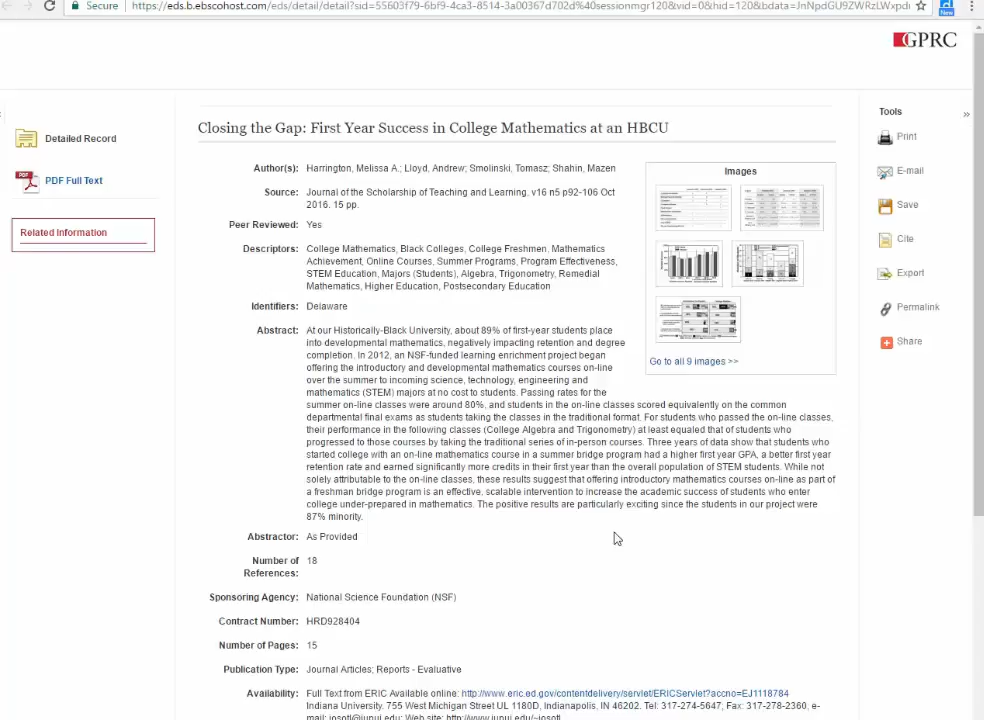 Secure
https://eds.b.ebscohost.com/eds/detail/detail?sid=55603f79-6bf9-4ca3-8514-3a00367d702d%40sessionmgr120&vid=0&hid=120&bdata=JnNpdGU9ZWRzLWxpdmU
New
GPRC
Detailed Record
PDF Full Text
Related Information
Closing the Gap: First Year Success in College Mathematics at an HBCU
Author(s): Harrington, Melissa A.; Lloyd, Andrew; Smolinski, Tomasz; Shahin, Mazen
Source: Journal of the Scholarship of Teaching and Learning. v16 n5 p92-106 Oct
2016. 15 pp.
Peer Reviewed: Yes
Descriptors: College Mathematics, Black Colleges, College Freshmen, Mathematics
Achievement, Online Courses, Summer Programs, Program Effectiveness,
STEM Education, Majors (Students), Algebra, Trigonometry, Remedial
Mathematics, Higher Education, Postsecondary Education
Identifiers: Delaware
Abstract: At our Historically-Black University, about 89% of first-year students place
into developmental mathematics, negatively impacting retention and degree
completion. In 2012, an NSF-funded learning enrichment project began
offering the introductory and developmental mathematics courses on-line
over the summer to incoming science, technology, engineering and
mathematics (STEM) majors at no cost to students. Passing rates for the
summer on-line classes were around 80%, and students in the on-line classes scored equivalently on the common
departmental final exams as students taking the classes in the traditional format. For students who passed the on-line classes,
their performance in the following classes (College Algebra and Trigonometry) at least equaled that of students who
progressed to those courses by taking the traditional series of in-person courses. Three years of data show that students who
started college with an on-line mathematics course in a summer bridge program had a higher first year GPA, a better first year
retention rate and earned significantly more credits in their first year than the overall population of STEM students. While not
solely attributable to the on-line classes, these results suggest that offering introductory mathematics courses on-line as part of
a freshman bridge program is an effective, scalable intervention to increase the academic success of students who enter
college under-prepared in mathematics. The positive results are particularly exciting since the students in our project were
87% minority.
Abstractor: As Provided
Number of 18
References:
Sponsoring Agency: National Science Foundation (NSF)
Contract Number: HRD928404
Number of Pages: 15
Publication Type: Journal Articles; Reports - Evaluative
Availability: Full Text from ERIC Available online: http://www.eric.ed.gov/contentdelivery/servlet/ERICServlet?accno=EJ1118784
Indiana University. 755 West Michigan Street UL 1180D, Indianapolis, IN 46202. Tel: 317-274-5647; Fax: 317-278-2360; e-
mail: josotl@iupui.edu; Web site: http://www.iupui.edu/~josotl
Images
Go to all 9 images >>
Tools
»
Print
E-mail
Save
Cite
Export
Permalink
Share